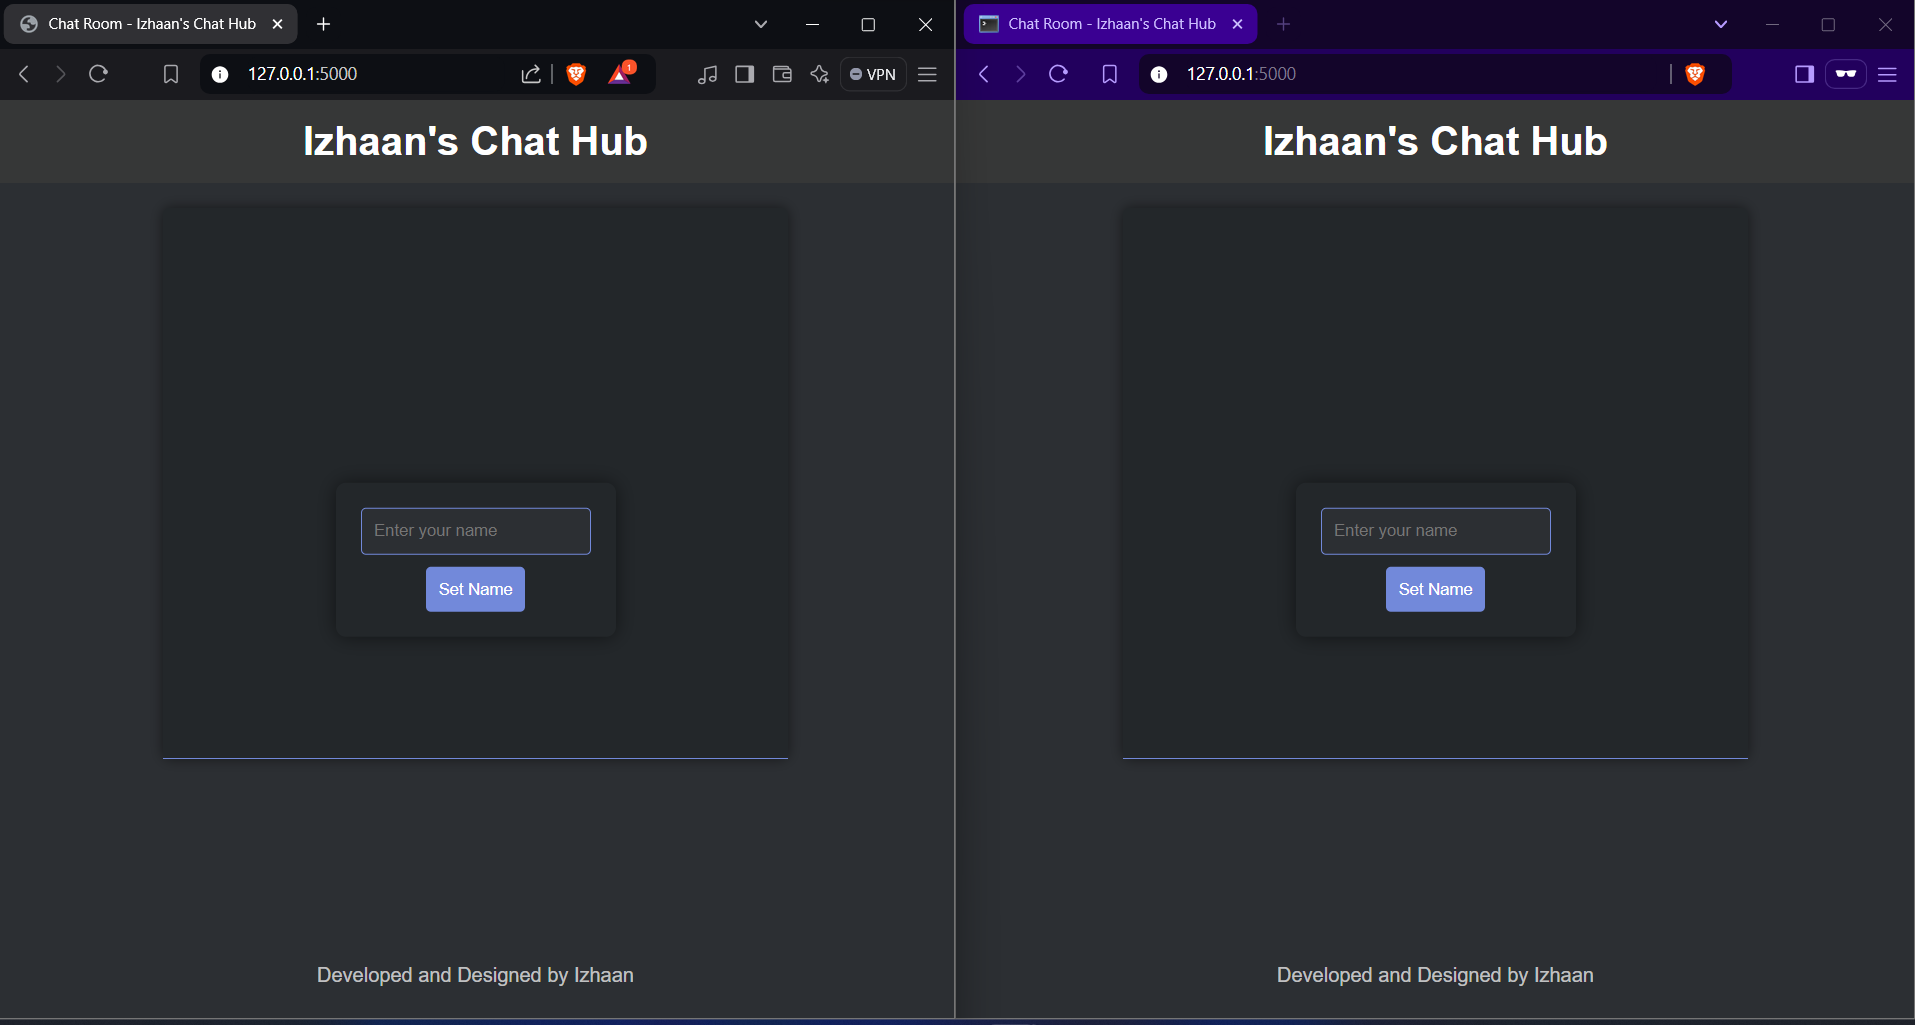 Chat Room - Izhaan's Chat Hub
127.0.0.1:5000
1
VPN
Izhaan's Chat Hub
Enter your name
Set Name
Developed and Designed by Izhaan
Chat Room - Izhaan's Chat Hub
127.0.0.1:5000
Izhaan's Chat Hub
Enter your name
Set Name
Developed and Designed by Izhaan